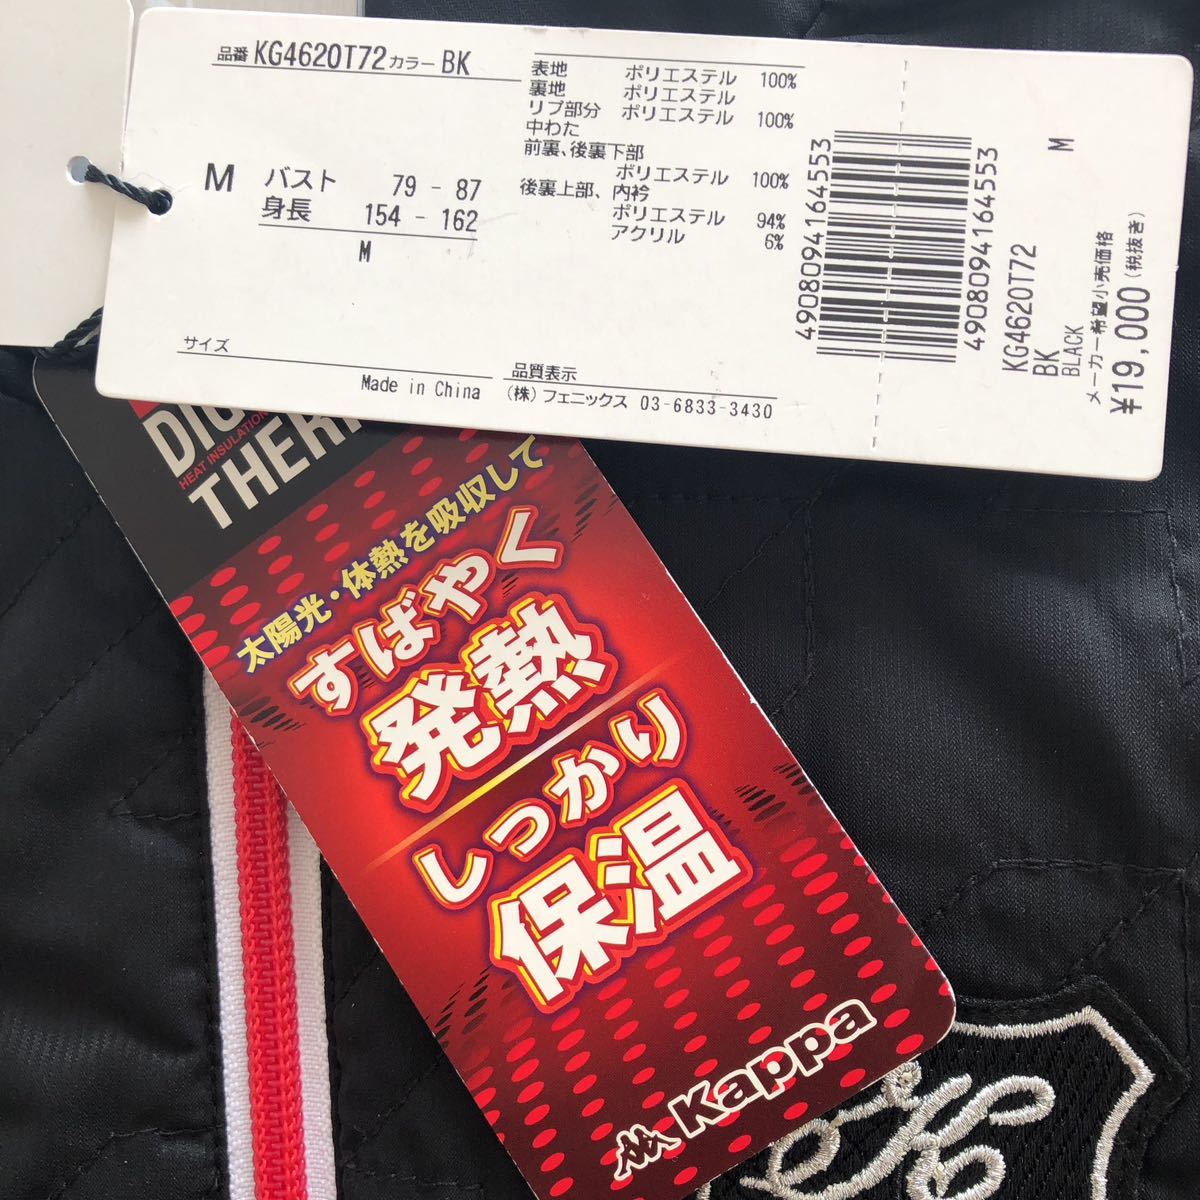 品番 KG4620T72 カラー BK
M バスト 79 - 87
身長 154 - 162
M
サイズ
Made in China
表地 ポリエステル 100%
裏地 ポリエステル
リブ部分 ポリエステル 100%
中わた
前裏、後裏下部
ポリエステル 100%
後裏上部、内衿
ポリエステル 94%
アクリル 6%
品質表示
(株) フェニックス 03-6833-3430
4908094164553
4908094164553
KG4620T72 M
BK
BLACK
メーカー希望小売価格
¥19,000 (税抜き)
HEAT INSULATION
太陽光・体熱を吸収して
すばやく
発熱
しっかり
保温
Kappa